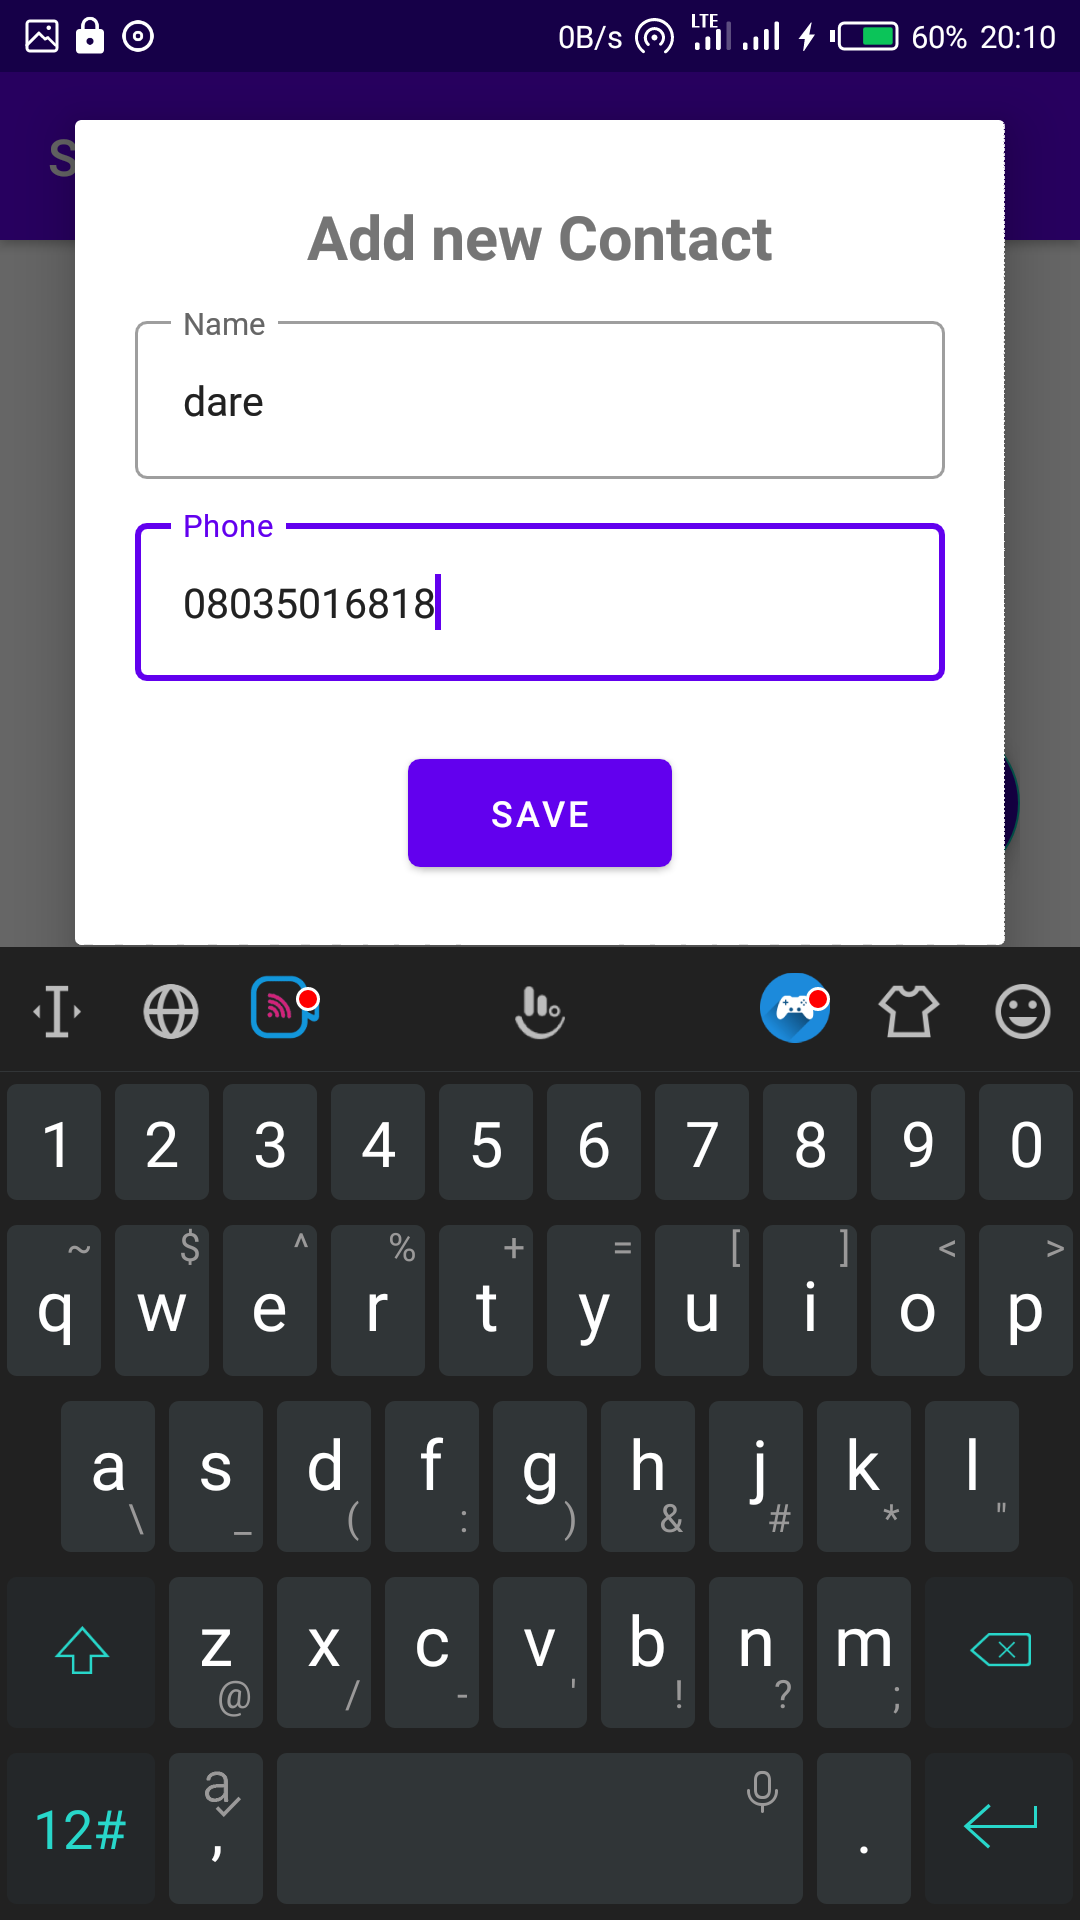 0B/s LTE 60% 20:10
S
Add new Contact
Name
dare
Phone
08035016818
SAVE
1 2 3 4 5 6 7 8 9 0
~ $ ^ % + = [ ] < >
q w e r t y u i o p
a s d f g h j k l
\ _ ( : ) & # * "
z x c v b n m
@ / - ' ! ? ;
a
12# , .